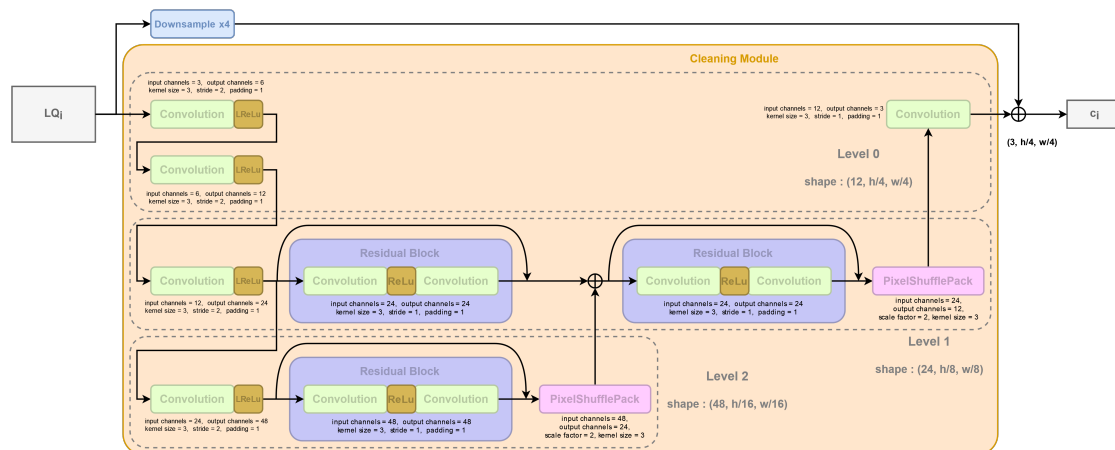 Downsample x4
Cleaning Module
input channels = 3, output channels = 6
kernel size = 3, stride = 2, padding = 1
LQi
Convolution LReLu
input channels = 12, output channels = 3
kernel size = 3, stride = 1, padding = 1
Convolution
ci
(3, h/4, w/4)
Level 0
shape : (12, h/4, w/4)
Convolution LReLu
input channels = 6, output channels = 12
kernel size = 3, stride = 2, padding = 1
Residual Block
Residual Block
Convolution LReLu
Convolution ReLu Convolution
Convolution ReLu Convolution
PixelShufflePack
input channels = 12, output channels = 24
kernel size = 3, stride = 2, padding = 1
input channels = 24, output channels = 24
kernel size = 3, stride = 1, padding = 1
input channels = 24, output channels = 24
kernel size = 3, stride = 1, padding = 1
input channels = 24,
output channels = 12,
scale factor = 2, kernel size = 3
Level 1
shape : (24, h/8, w/8)
Residual Block
Level 2
shape : (48, h/16, w/16)
Convolution LReLu
Convolution ReLu Convolution
PixelShufflePack
input channels = 24, output channels = 48
kernel size = 3, stride = 2, padding = 1
input channels = 48, output channels = 48
kernel size = 3, stride = 1, padding = 1
input channels = 48,
output channels = 24,
scale factor = 2, kernel size = 3